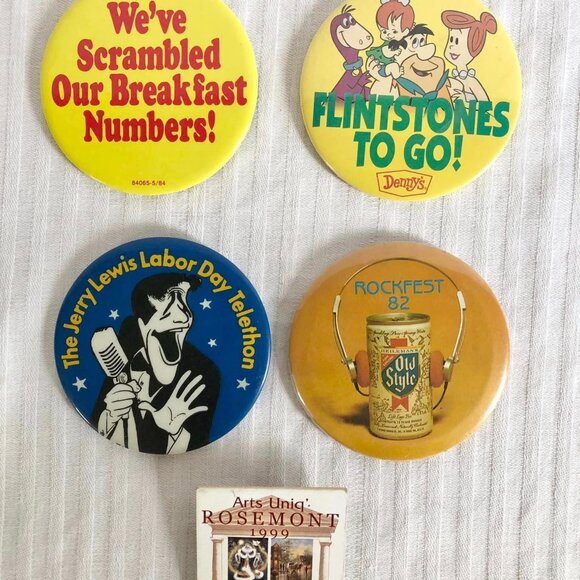 We've
Scrambled
Our Breakfast
Numbers!
84065-5/84
FLINTSTONES
TO GO!
Denny's
The Jerry Lewis Labor Day Telethon
ROCKFEST
82
HEILEMAN'S
Old
Style
Arts Uniq'.
ROSEMONT
1999